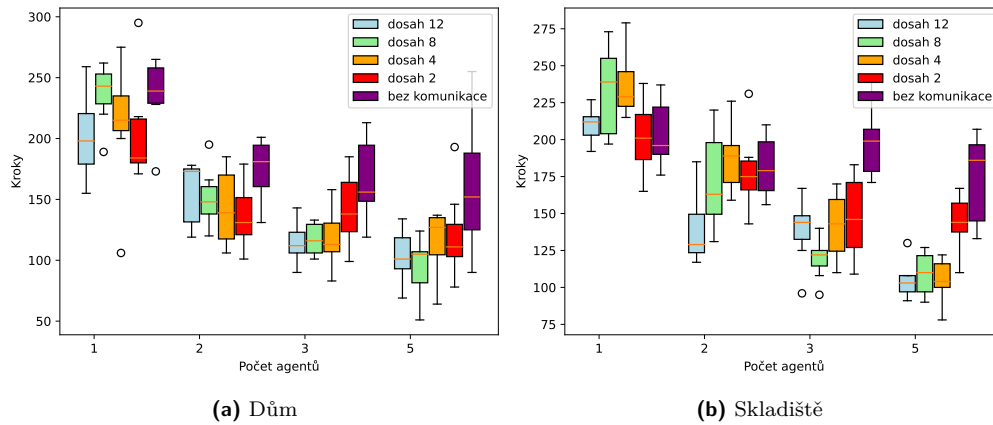 300
250
200
150
100
50
Kroky
dosah 12
dosah 8
dosah 4
dosah 2
bez komunikace
1 2 3 5
Počet agentů
(a) Dům
275
250
225
200
175
150
125
100
75
Kroky
dosah 12
dosah 8
dosah 4
dosah 2
bez komunikace
1 2 3 5
Počet agentů
(b) Skladiště